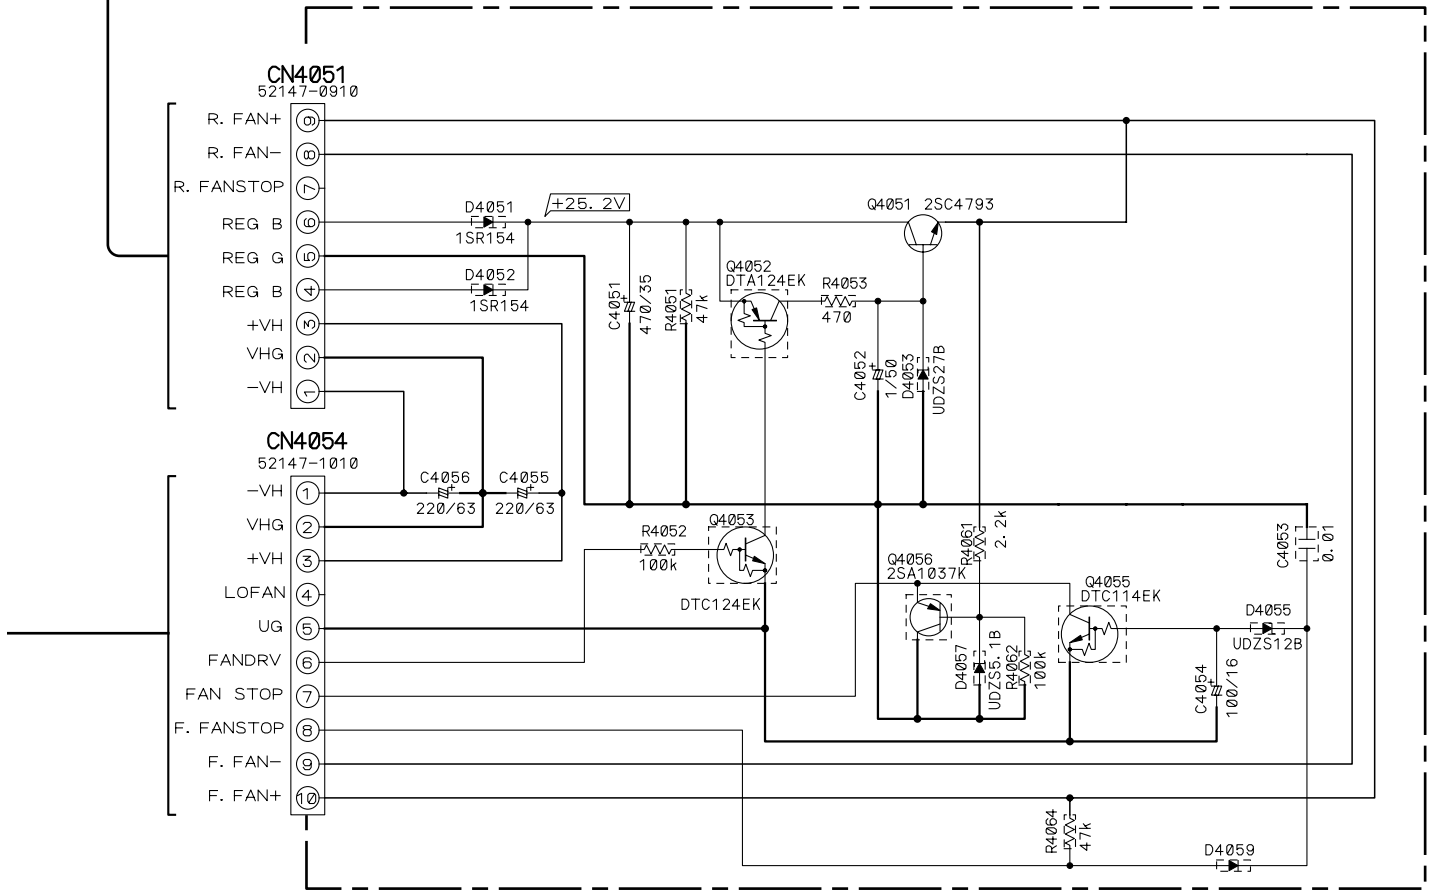 CN4051
52147-0910
R. FAN+ 9
R. FAN- 8
R. FANSTOP 7
REG B 6
REG G 5
REG B 4
+VH 3
VHG 2
-VH 1
D4051
1SR154
D4052
1SR154
+25.2V
C4051
470/35
R4051
47k
Q4052
DTA124EK
R4053
470
Q4051 2SC4793
C4052
1/50
D4053
UDZS27B
CN4054
52147-1010
-VH 1
VHG 2
+VH 3
LOFAN 4
UG 5
FANDRV 6
FAN STOP 7
F. FANSTOP 8
F. FAN- 9
F. FAN+ 10
C4056
220/63
C4055
220/63
R4052
100k
Q4053
DTC124EK
R4061
2.2k
Q4056
2SA1037K
D4057
UDZS5.1B
R4062
100k
Q4055
DTC114EK
C4053
0.01
D4055
UDZS12B
C4054
100/16
R4064
47k
D4059